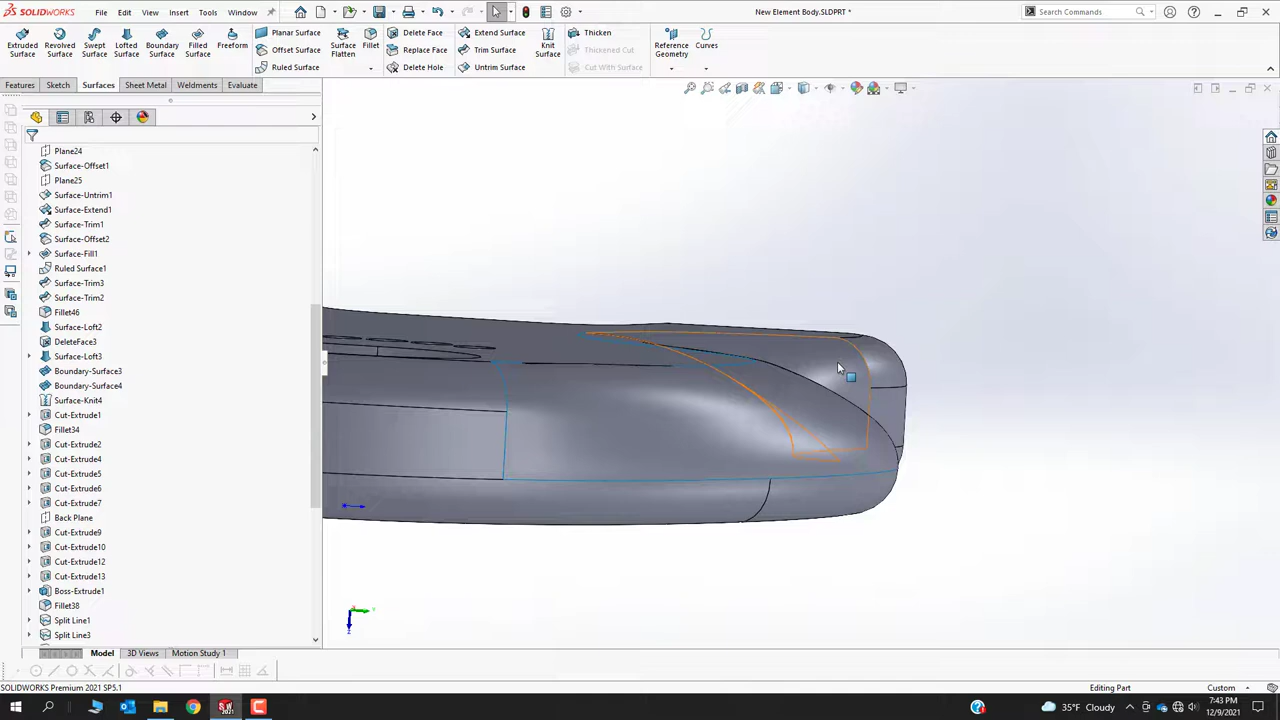 SOLIDWORKS File Edit View Insert Tools Window New Element Body.SLDPRT * Search Commands
Extruded Surface Revolved Surface Swept Surface Lofted Surface Boundary Surface Filled Surface Freeform Planar Surface Offset Surface Ruled Surface Surface Flatten Fillet Delete Face Replace Face Delete Hole Extend Surface Trim Surface Untrim Surface Knit Surface Thicken Thickened Cut Cut With Surface Reference Geometry Curves
Features Sketch Surfaces Sheet Metal Weldments Evaluate
Plane24
Surface-Offset1
Plane25
Surface-Untrim1
Surface-Extend1
Surface-Trim1
Surface-Offset2
Surface-Fill1
Ruled Surface1
Surface-Trim3
Surface-Trim2
Fillet46
Surface-Loft2
DeleteFace3
Surface-Loft3
Boundary-Surface3
Boundary-Surface4
Surface-Knit4
Cut-Extrude1
Fillet34
Cut-Extrude2
Cut-Extrude4
Cut-Extrude5
Cut-Extrude6
Cut-Extrude7
Back Plane
Cut-Extrude9
Cut-Extrude10
Cut-Extrude12
Cut-Extrude13
Boss-Extrude1
Fillet38
Split Line1
Split Line3
Model 3D Views Motion Study 1
SOLIDWORKS Premium 2021 SP5.1 Editing Part Custom
35°F Cloudy 7:43 PM
12/9/2021